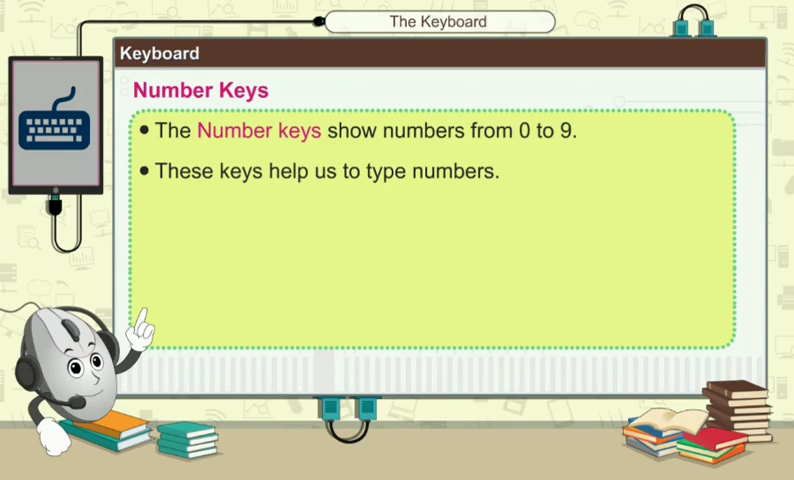 The Keyboard
Keyboard
Number Keys
• The Number keys show numbers from 0 to 9.
• These keys help us to type numbers.